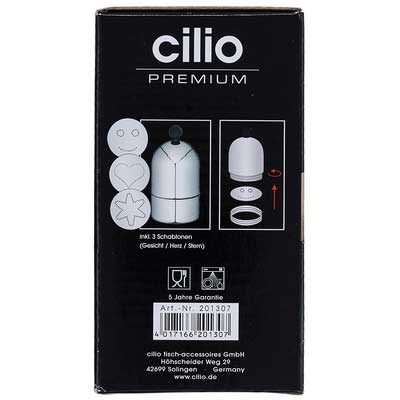 cilio
PREMIUM
inkl. 3 Schablonen
(Gesicht / Herz / Stern)
5 Jahre Garantie
Art.-Nr. 201307
4 017166 201307
cilio tisch-accessoires GmbH
Höhscheider Weg 29
42699 Solingen - Germany
www.cilio.de